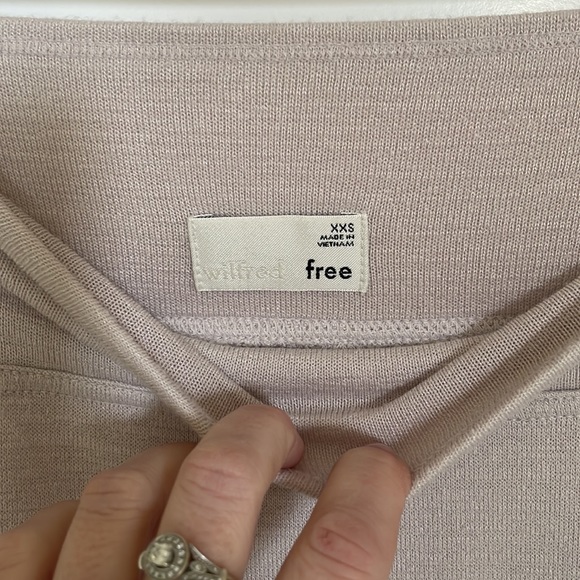 XXS
MADE IN
VIETNAM
wilfred free